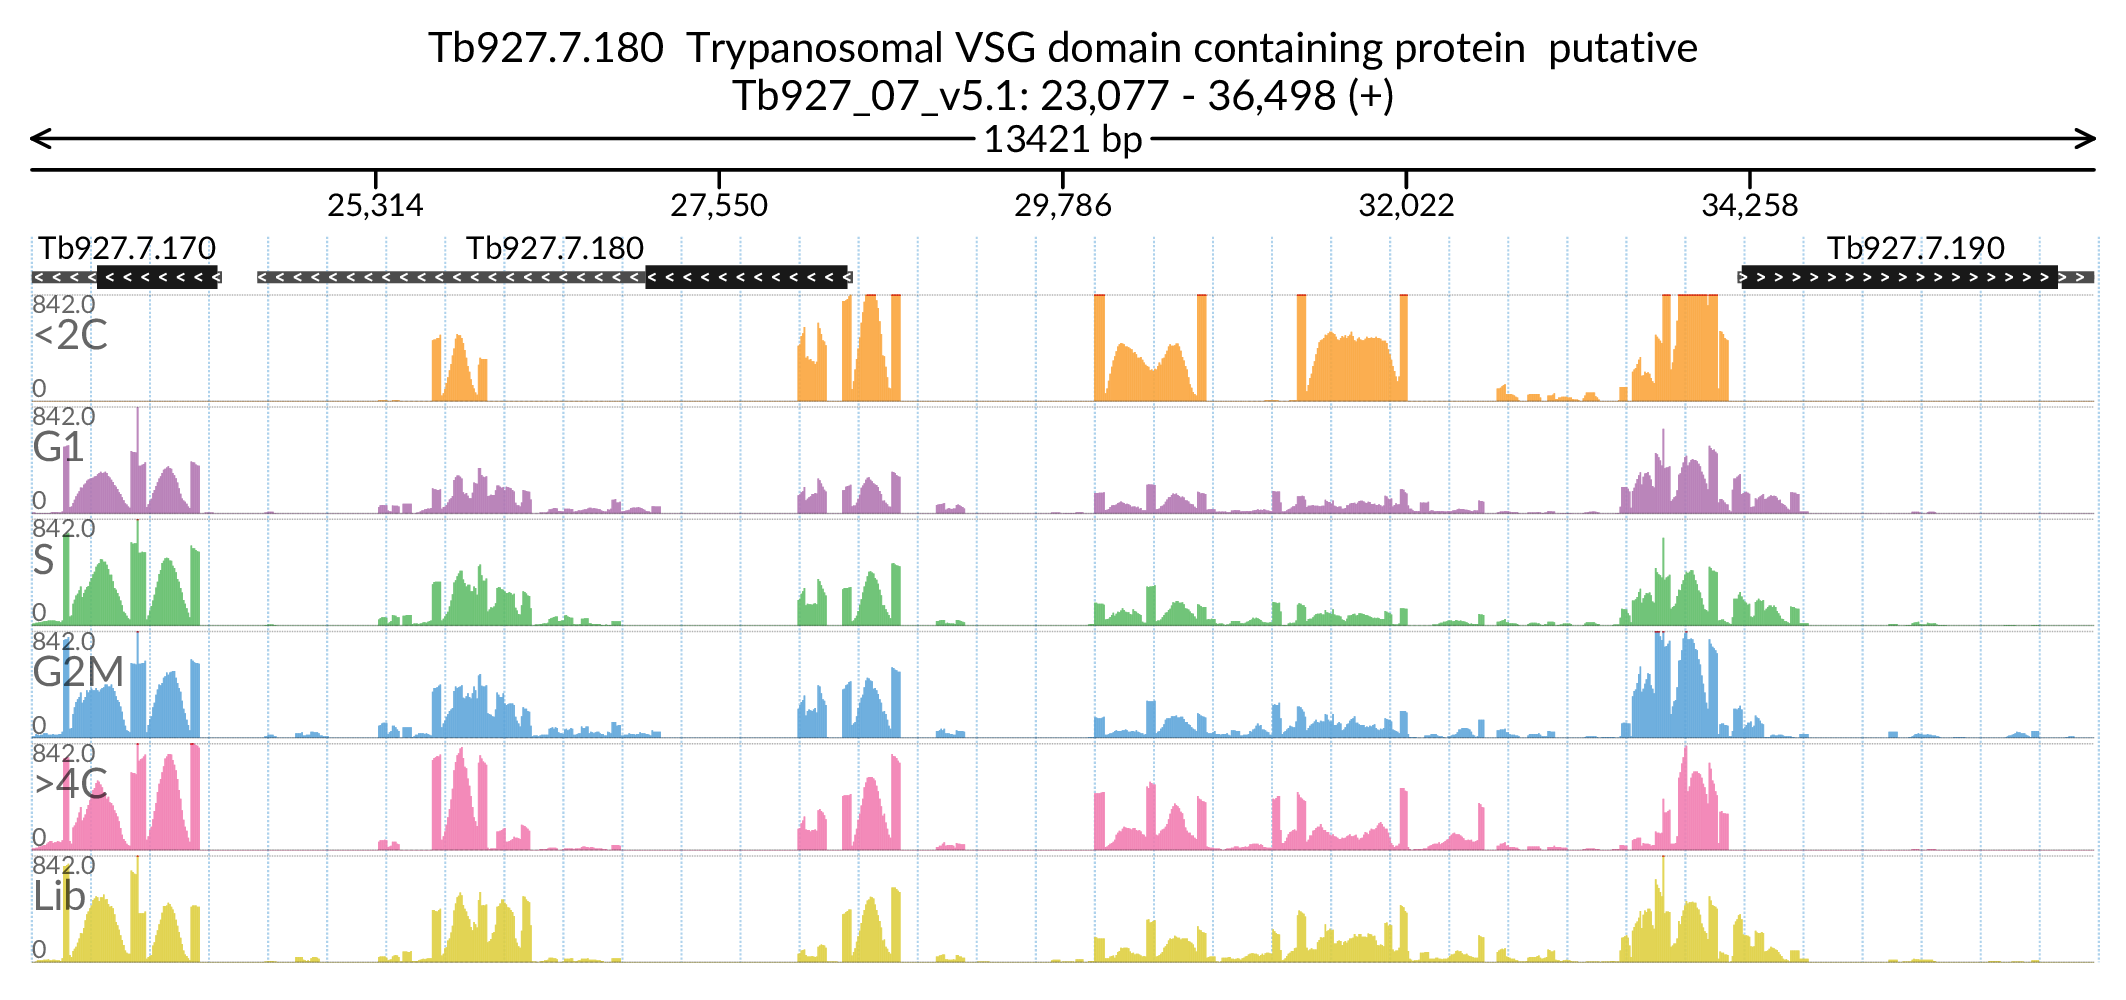 Tb927.7.180  Trypanosomal VSG domain containing protein  putative
Tb927_07_v5.1: 23,077 - 36,498 (+)
13421 bp
25,314 27,550 29,786 32,022 34,258
Tb927.7.170 Tb927.7.180 Tb927.7.190
842.0
<2C
0
842.0
G1
0
842.0
S
0
842.0
G2M
0
842.0
>4C
0
842.0
Lib
0